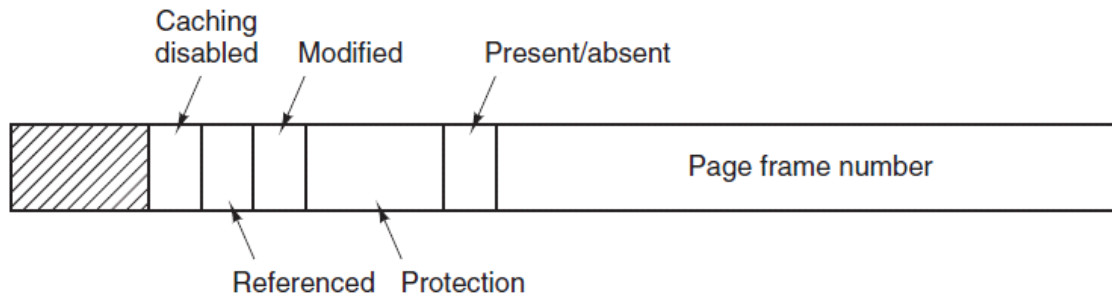 Caching
disabled
Modified
Present/absent
Page frame number
Referenced
Protection